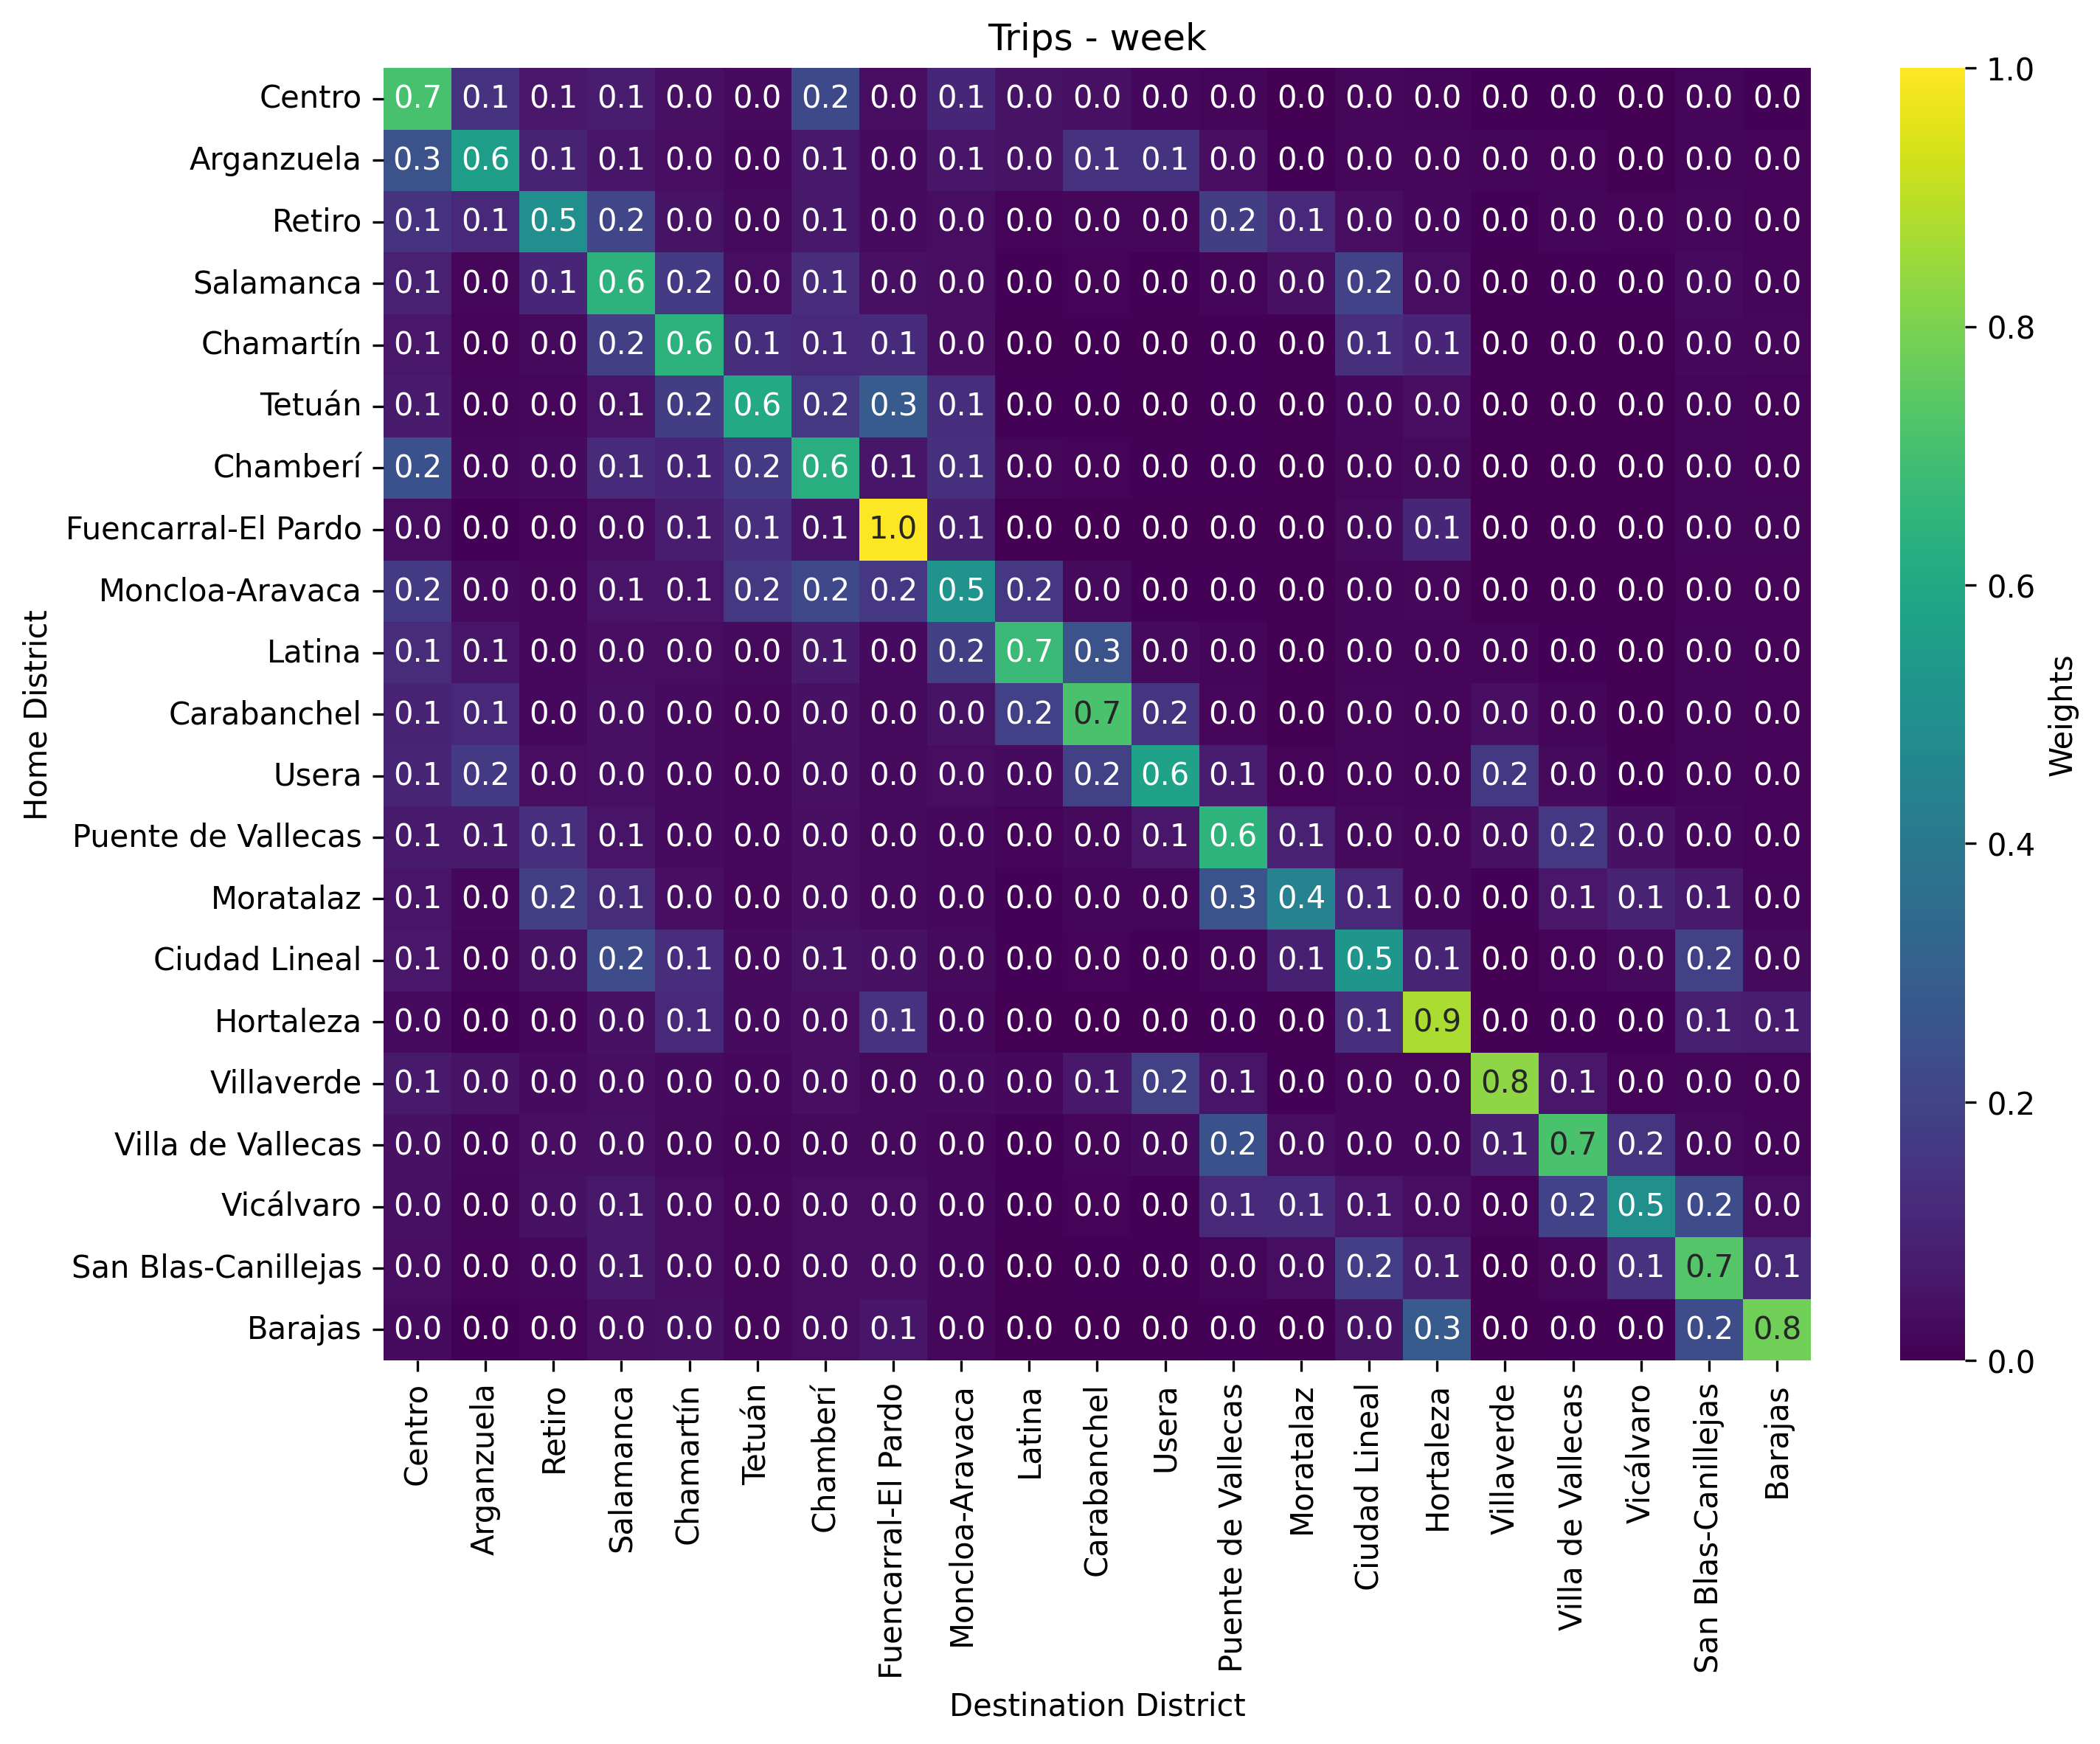 Trips - week
Centro 0.7 0.1 0.1 0.1 0.0 0.0 0.2 0.0 0.1 0.0 0.0 0.0 0.0 0.0 0.0 0.0 0.0 0.0 0.0 0.0 0.0
Arganzuela 0.3 0.6 0.1 0.1 0.0 0.0 0.1 0.0 0.1 0.0 0.1 0.1 0.0 0.0 0.0 0.0 0.0 0.0 0.0 0.0 0.0
Retiro 0.1 0.1 0.5 0.2 0.0 0.0 0.1 0.0 0.0 0.0 0.0 0.0 0.2 0.1 0.0 0.0 0.0 0.0 0.0 0.0 0.0
Salamanca 0.1 0.0 0.1 0.6 0.2 0.0 0.1 0.0 0.0 0.0 0.0 0.0 0.0 0.0 0.2 0.0 0.0 0.0 0.0 0.0 0.0
Chamartín 0.1 0.0 0.0 0.2 0.6 0.1 0.1 0.1 0.0 0.0 0.0 0.0 0.0 0.0 0.1 0.1 0.0 0.0 0.0 0.0 0.0
Tetuán 0.1 0.0 0.0 0.1 0.2 0.6 0.2 0.3 0.1 0.0 0.0 0.0 0.0 0.0 0.0 0.0 0.0 0.0 0.0 0.0 0.0
Chamberí 0.2 0.0 0.0 0.1 0.1 0.2 0.6 0.1 0.1 0.0 0.0 0.0 0.0 0.0 0.0 0.0 0.0 0.0 0.0 0.0 0.0
Fuencarral-El Pardo 0.0 0.0 0.0 0.0 0.1 0.1 0.1 1.0 0.1 0.0 0.0 0.0 0.0 0.0 0.0 0.1 0.0 0.0 0.0 0.0 0.0
Moncloa-Aravaca 0.2 0.0 0.0 0.1 0.1 0.2 0.2 0.2 0.5 0.2 0.0 0.0 0.0 0.0 0.0 0.0 0.0 0.0 0.0 0.0 0.0
Latina 0.1 0.1 0.0 0.0 0.0 0.0 0.1 0.0 0.2 0.7 0.3 0.0 0.0 0.0 0.0 0.0 0.0 0.0 0.0 0.0 0.0
Carabanchel 0.1 0.1 0.0 0.0 0.0 0.0 0.0 0.0 0.0 0.2 0.7 0.2 0.0 0.0 0.0 0.0 0.0 0.0 0.0 0.0 0.0
Usera 0.1 0.2 0.0 0.0 0.0 0.0 0.0 0.0 0.0 0.0 0.2 0.6 0.1 0.0 0.0 0.0 0.2 0.0 0.0 0.0 0.0
Puente de Vallecas 0.1 0.1 0.1 0.1 0.0 0.0 0.0 0.0 0.0 0.0 0.0 0.1 0.6 0.1 0.0 0.0 0.0 0.2 0.0 0.0 0.0
Moratalaz 0.1 0.0 0.2 0.1 0.0 0.0 0.0 0.0 0.0 0.0 0.0 0.0 0.3 0.4 0.1 0.0 0.0 0.1 0.1 0.1 0.0
Ciudad Lineal 0.1 0.0 0.0 0.2 0.1 0.0 0.1 0.0 0.0 0.0 0.0 0.0 0.0 0.1 0.5 0.1 0.0 0.0 0.0 0.2 0.0
Hortaleza 0.0 0.0 0.0 0.0 0.1 0.0 0.0 0.1 0.0 0.0 0.0 0.0 0.0 0.0 0.1 0.9 0.0 0.0 0.0 0.1 0.1
Villaverde 0.1 0.0 0.0 0.0 0.0 0.0 0.0 0.0 0.0 0.0 0.1 0.2 0.1 0.0 0.0 0.0 0.8 0.1 0.0 0.0 0.0
Villa de Vallecas 0.0 0.0 0.0 0.0 0.0 0.0 0.0 0.0 0.0 0.0 0.0 0.0 0.2 0.0 0.0 0.0 0.1 0.7 0.2 0.0 0.0
Vicálvaro 0.0 0.0 0.0 0.1 0.0 0.0 0.0 0.0 0.0 0.0 0.0 0.0 0.1 0.1 0.1 0.0 0.0 0.2 0.5 0.2 0.0
San Blas-Canillejas 0.0 0.0 0.0 0.1 0.0 0.0 0.0 0.0 0.0 0.0 0.0 0.0 0.0 0.0 0.2 0.1 0.0 0.0 0.1 0.7 0.1
Barajas 0.0 0.0 0.0 0.0 0.0 0.0 0.0 0.1 0.0 0.0 0.0 0.0 0.0 0.0 0.0 0.3 0.0 0.0 0.0 0.2 0.8
Home District
Centro
Arganzuela
Retiro
Salamanca
Chamartín
Tetuán
Chamberí
Fuencarral-El Pardo
Moncloa-Aravaca
Latina
Carabanchel
Usera
Puente de Vallecas
Moratalaz
Ciudad Lineal
Hortaleza
Villaverde
Villa de Vallecas
Vicálvaro
San Blas-Canillejas
Barajas
Destination District
1.0
0.8
0.6
0.4
0.2
0.0
Weights